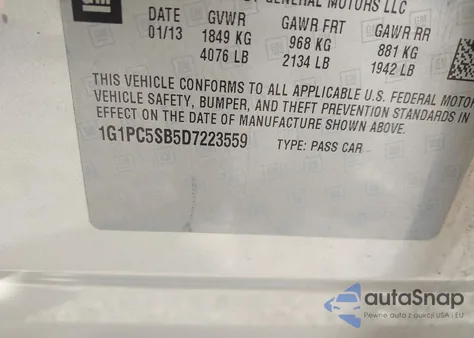 GENERAL MOTORS LLC
GM
DATE GVWR GAWR FRT GAWR RR
01/13 1849 KG 968 KG 881 KG
4076 LB 2134 LB 1942 LB
THIS VEHICLE CONFORMS TO ALL APPLICABLE U.S. FEDERAL MOTOR
VEHICLE SAFETY, BUMPER, AND THEFT PREVENTION STANDARDS IN
EFFECT ON THE DATE OF MANUFACTURE SHOWN ABOVE.
1G1PC5SB5D7223559 TYPE: PASS CAR
autoSnap
Pewne auta z aukcji USA i EU